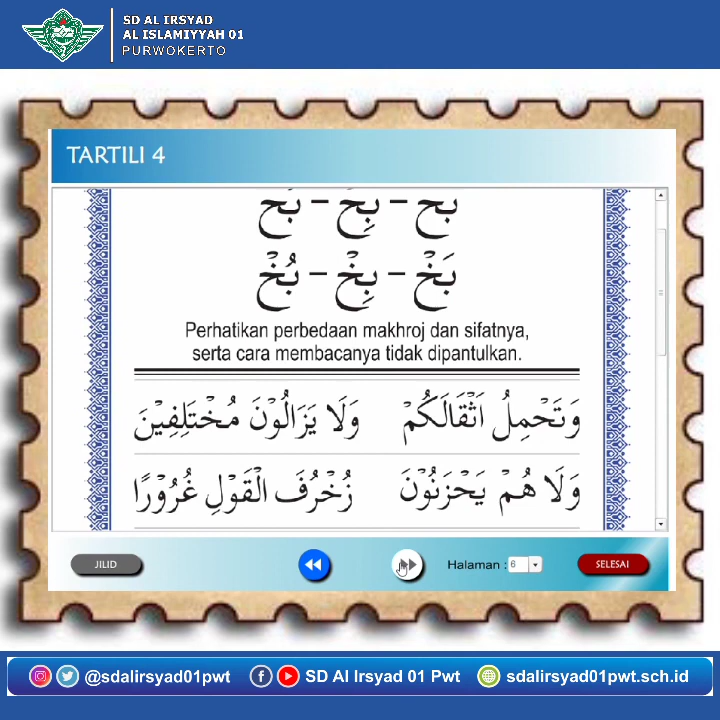 SD AL IRSYAD
AL ISLAMIYYAH 01
PURWOKERTO
TARTILI 4
بَحْ – بِحْ – بُحْ
بَخْ – بِخْ – بُخْ
Perhatikan perbedaan makhroj dan sifatnya,
serta cara membacanya tidak dipantulkan.
وَتَحْمِلُ اَثْقَالَكُمْ وَلَا يَزَالُوْنَ مُخْتَلِفِيْنَ
وَلَا هُمْ يَحْزَنُوْنَ زُخْرُفَ الْقَوْلِ غُرُوْرًا
JILID
Halaman : 6
SELESAI
@sdalirsyad01pwt
SD Al Irsyad 01 Pwt
sdalirsyad01pwt.sch.id